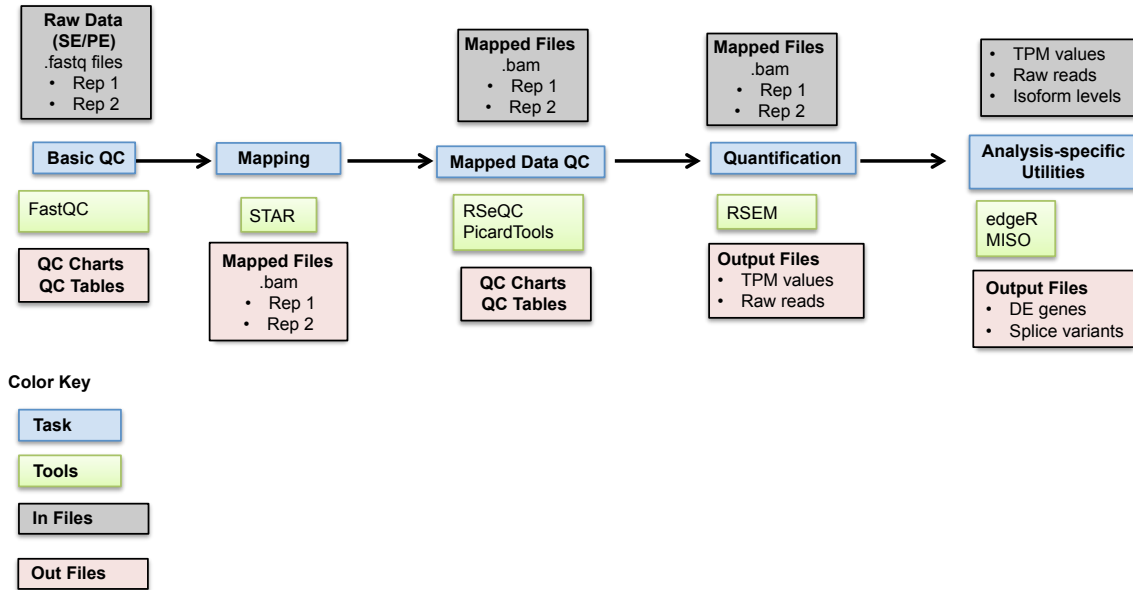 Raw Data
(SE/PE)
.fastq files
• Rep 1
• Rep 2
Basic QC
FastQC
QC Charts
QC Tables
Mapping
STAR
Mapped Files
.bam
• Rep 1
• Rep 2
Mapped Files
.bam
• Rep 1
• Rep 2
Mapped Data QC
RSeQC
PicardTools
QC Charts
QC Tables
Mapped Files
.bam
• Rep 1
• Rep 2
Quantification
RSEM
Output Files
• TPM values
• Raw reads
• TPM values
• Raw reads
• Isoform levels
Analysis-specific
Utilities
edgeR
MISO
Output Files
• DE genes
• Splice variants
Color Key
Task
Tools
In Files
Out Files